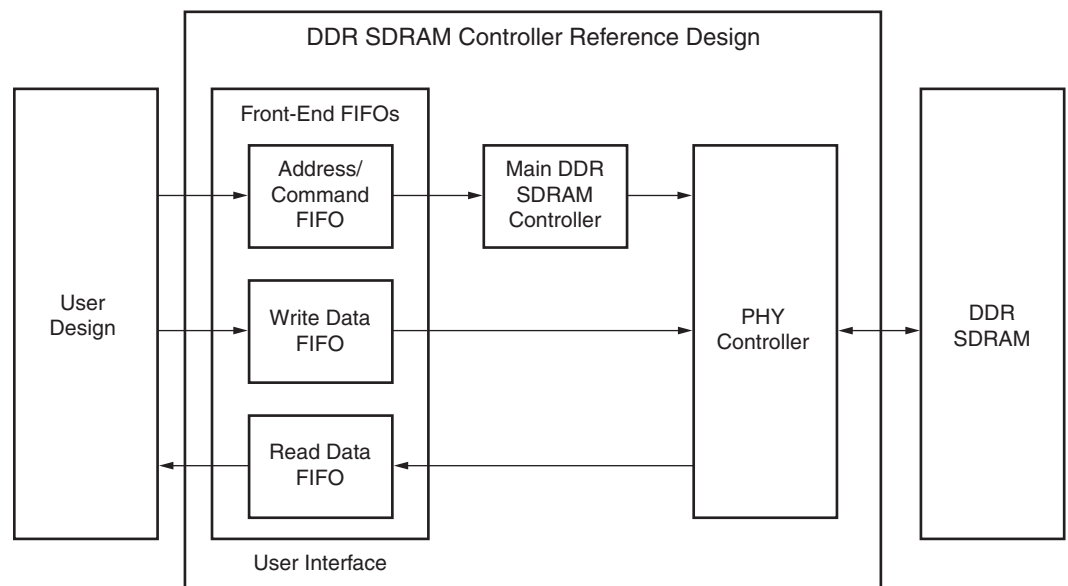 DDR SDRAM Controller Reference Design
Front-End FIFOs
Address/
Command
FIFO
Main DDR
SDRAM
Controller
User
Design
Write Data
FIFO
PHY
Controller
DDR
SDRAM
Read Data
FIFO
User Interface